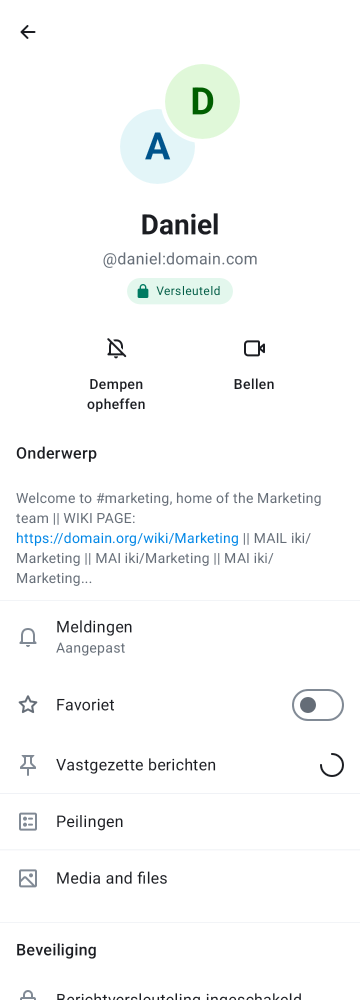 D
A
Daniel
@daniel:domain.com
Versleuteld
Dempen
opheffen
Bellen
Onderwerp
Welcome to #marketing, home of the Marketing
team || WIKI PAGE:
https://domain.org/wiki/Marketing || MAIL iki/
Marketing || MAI iki/Marketing || MAI iki/
Marketing...
Meldingen
Aangepast
Favoriet
Vastgezette berichten
Peilingen
Media and files
Beveiliging
Berichtversleuteling ingeschakeld